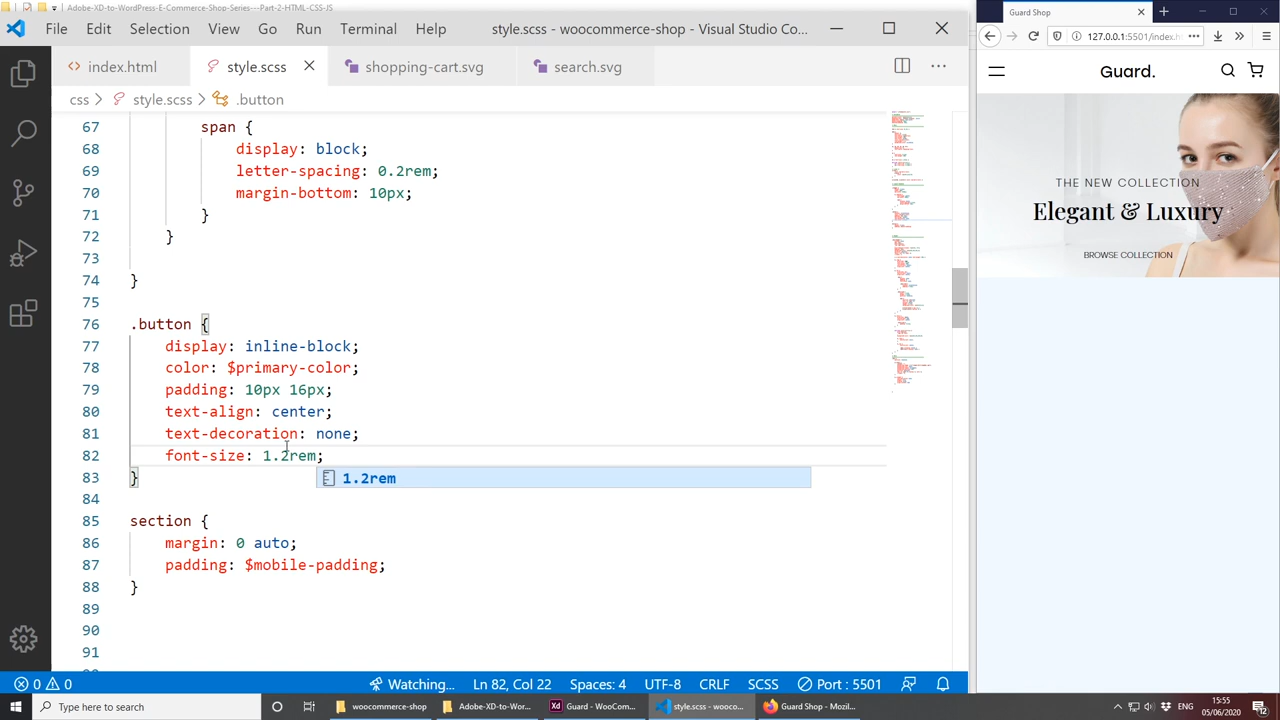 Adobe-XD-to-WordPress-E-Commerce-Shop-Series---Part-2-HTML-CSS-JS
File Edit Selection View Go Run Terminal Help style.scss - woocommerce-shop - Visual Studio Co...
index.html style.scss shopping-cart.svg search.svg
css > style.scss > .button
67 span {
68 display: block;
69 letter-spacing: 0.2rem;
70 margin-bottom: 10px;
71 }
72 }
73
74 }
75
76 .button {
77 display: inline-block;
78 color: $primary-color;
79 padding: 10px 16px;
80 text-align: center;
81 text-decoration: none;
82 font-size: 1.2rem;
1.2rem
83 }
84
85 section {
86 margin: 0 auto;
87 padding: $mobile-padding;
88 }
89
90
91
0 0 Watching... Ln 82, Col 22 Spaces: 4 UTF-8 CRLF SCSS Port : 5501
Guard Shop
127.0.0.1:5501/index.h
Guard.
THE NEW COLLECTION
Elegant & Luxury
BROWSE COLLECTION
Type here to search
woocommerce-shop
Adobe-XD-to-Wor...
Guard - WooCom...
style.scss - wooco...
Guard Shop - Mozil...
15:55
05/06/2020
12